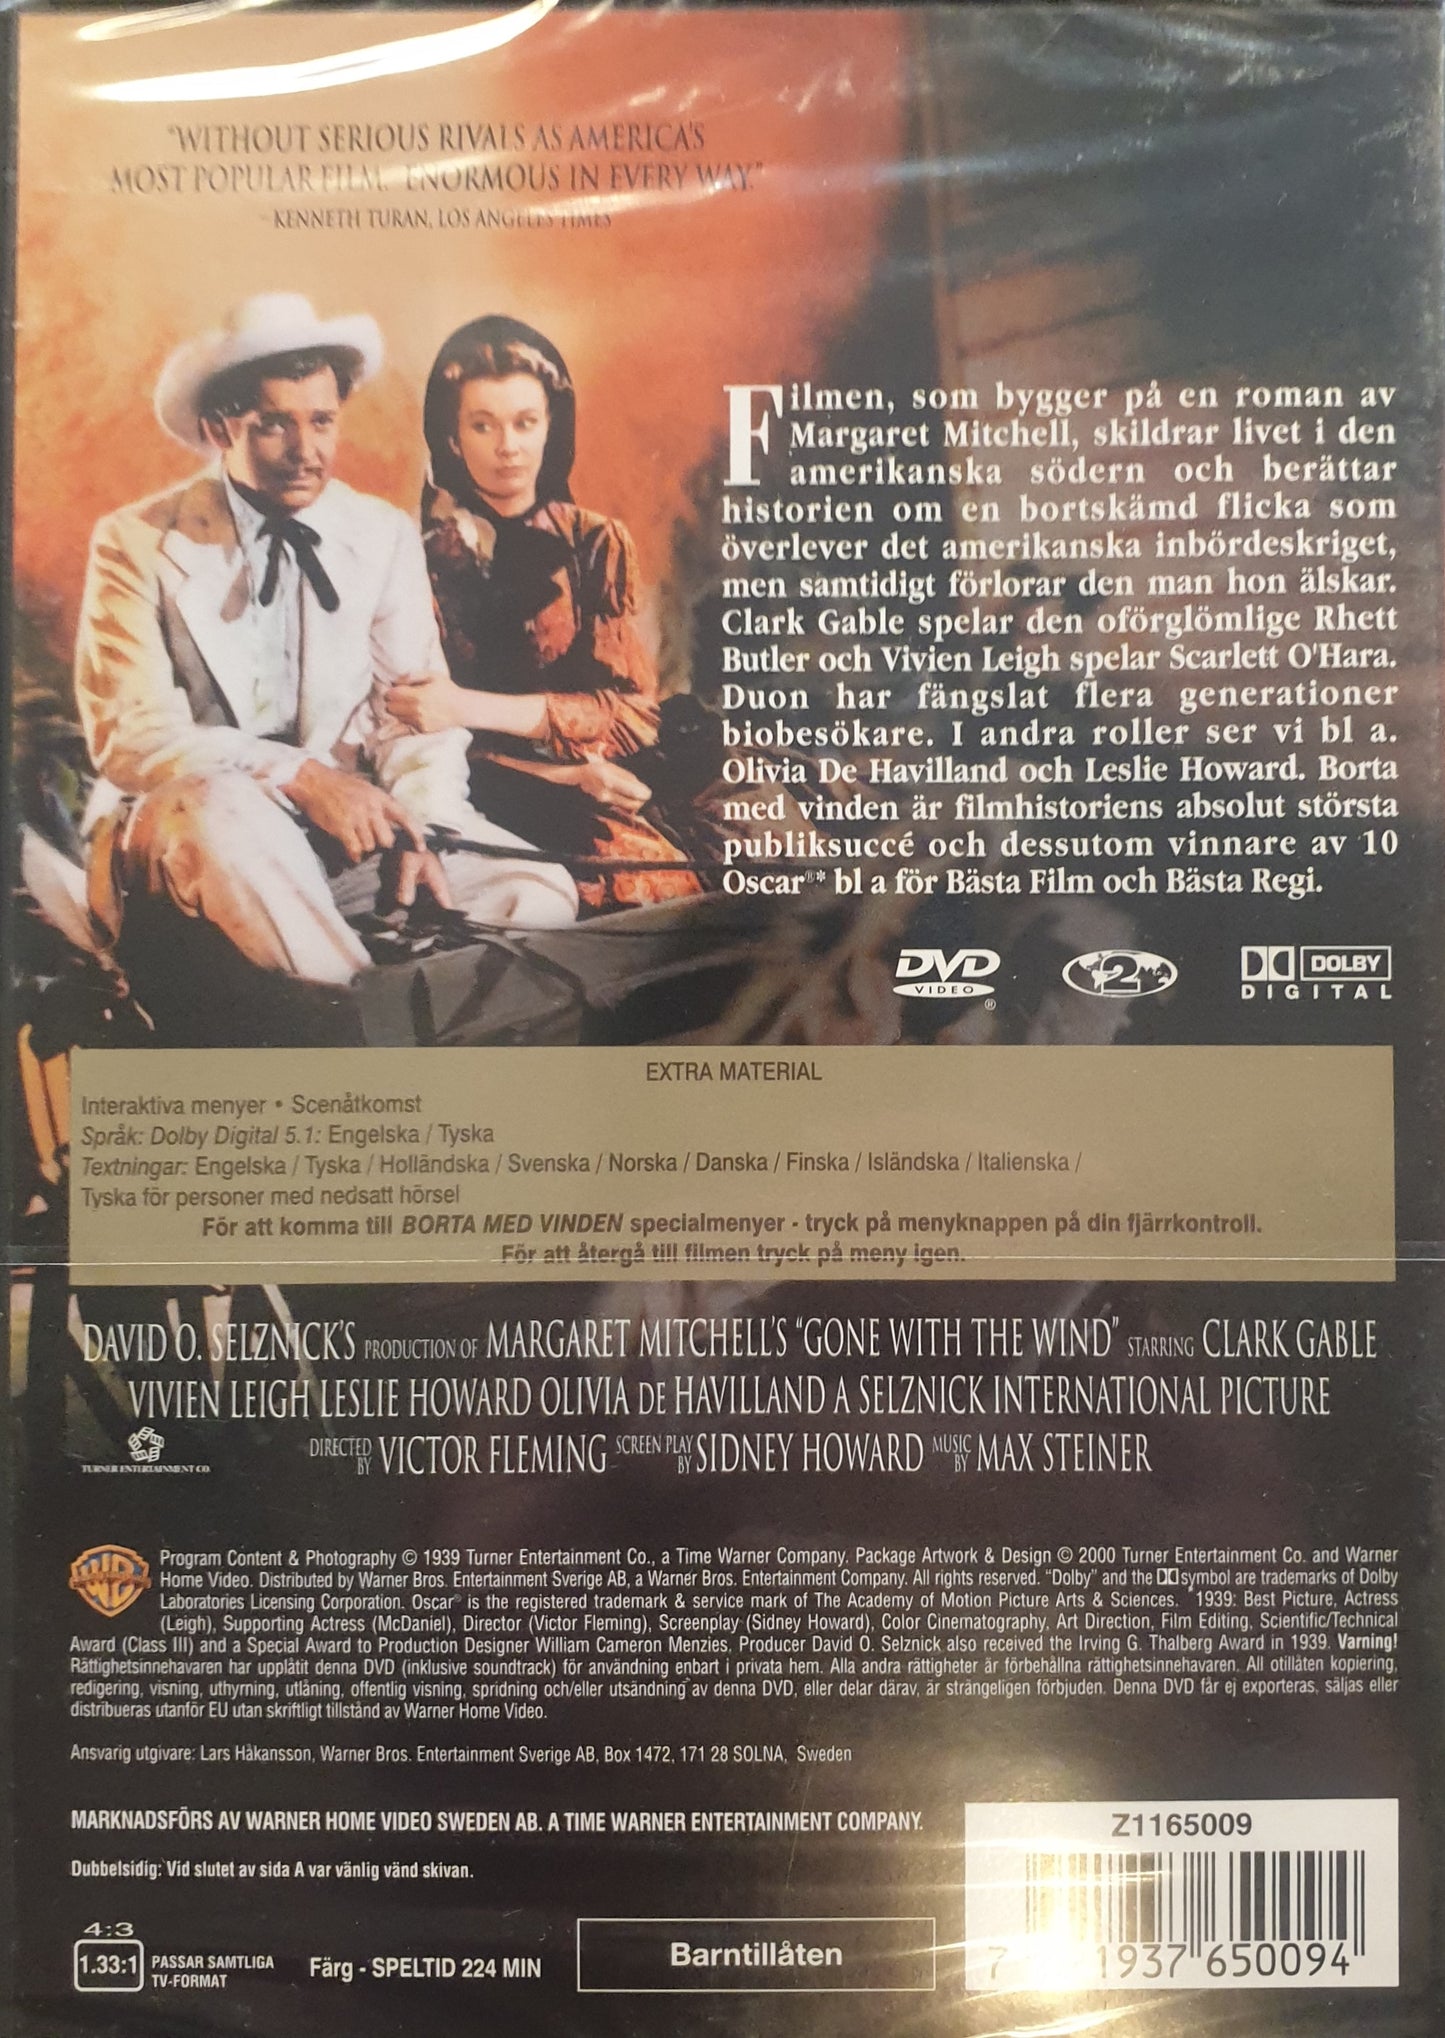 "WITHOUT SERIOUS RIVALS AS AMERICA'S
MOST POPULAR FILM. ENORMOUS IN EVERY WAY."
- KENNETH TURAN, LOS ANGELES TIMES
Filmen, som bygger på en roman av
Margaret Mitchell, skildrar livet i den
amerikanska södern och berättar
historien om en bortskämd flicka som
överlever det amerikanska inbördeskriget,
men samtidigt förlorar den man hon älskar.
Clark Gable spelar den oförglömlige Rhett
Butler och Vivien Leigh spelar Scarlett O'Hara.
Duon har fängslat flera generationer
biobesökare. I andra roller ser vi bl a.
Olivia De Havilland och Leslie Howard. Borta
med vinden är filmhistoriens absolut största
publiksuccé och dessutom vinnare av 10
Oscar®* bl a för Bästa Film och Bästa Regi.
DVD VIDEO ® 2 DOLBY DIGITAL
EXTRA MATERIAL
Interaktiva menyer • Scenåtkomst
Språk: Dolby Digital 5.1: Engelska / Tyska
Textningar: Engelska / Tyska / Holländska / Svenska / Norska / Danska / Finska / Isländska / Italienska /
Tyska för personer med nedsatt hörsel
För att komma till BORTA MED VINDEN specialmenyer - tryck på menyknappen på din fjärrkontroll.
För att återgå till filmen tryck på meny igen.
DAVID O. SELZNICK'S PRODUCTION OF MARGARET MITCHELL'S "GONE WITH THE WIND" STARRING CLARK GABLE
VIVIEN LEIGH LESLIE HOWARD OLIVIA DE HAVILLAND A SELZNICK INTERNATIONAL PICTURE
TURNER ENTERTAINMENT CO.
DIRECTED BY VICTOR FLEMING SCREEN PLAY BY SIDNEY HOWARD MUSIC BY MAX STEINER
WB
Program Content & Photography © 1939 Turner Entertainment Co., a Time Warner Company. Package Artwork & Design © 2000 Turner Entertainment Co. and Warner
Home Video. Distributed by Warner Bros. Entertainment Sverige AB, a Warner Bros. Entertainment Company. All rights reserved. "Dolby" and the symbol are trademarks of Dolby
Laboratories Licensing Corporation. Oscar® is the registered trademark & service mark of The Academy of Motion Picture Arts & Sciences. *1939: Best Picture, Actress
(Leigh), Supporting Actress (McDaniel), Director (Victor Fleming), Screenplay (Sidney Howard), Color Cinematography, Art Direction, Film Editing, Scientific/Technical
Award (Class III) and a Special Award to Production Designer William Cameron Menzies, Producer David O. Selznick also received the Irving G. Thalberg Award in 1939. Varning!
Rättighetsinnehavaren har upplåtit denna DVD (inklusive soundtrack) för användning enbart i privata hem. Alla andra rättigheter är förbehållna rättighetsinnehavaren. All otillåten kopiering,
redigering, visning, uthyrning, utlåning, offentlig visning, spridning och/eller utsändning av denna DVD, eller delar därav, är strängeligen förbjuden. Denna DVD får ej exporteras, säljas eller
distribueras utanför EU utan skriftligt tillstånd av Warner Home Video.
Ansvarig utgivare: Lars Håkansson, Warner Bros. Entertainment Sverige AB, Box 1472, 171 28 SOLNA, Sweden
MARKNADSFÖRS AV WARNER HOME VIDEO SWEDEN AB. A TIME WARNER ENTERTAINMENT COMPANY.
Dubbelsidig: Vid slutet av sida A var vänlig vänd skivan.
Z1165009
4:3
1.33:1 PASSAR SAMTLIGA
TV-FORMAT
Färg - SPELTID 224 MIN
Barntillåten
7 1937 650094